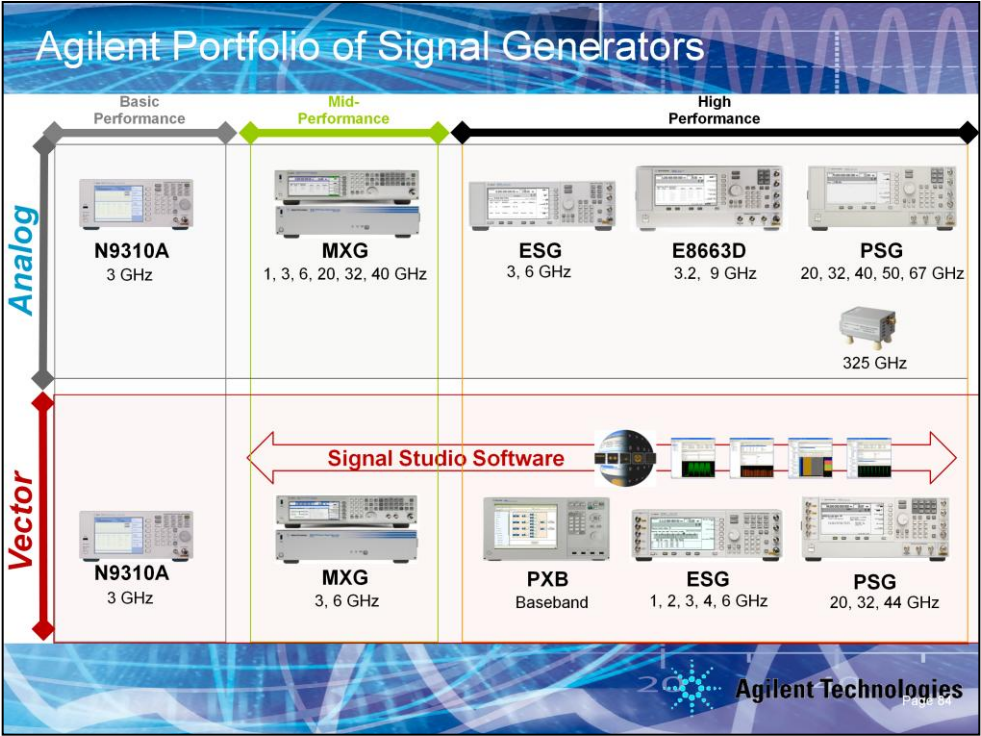 Agilent Portfolio of Signal Generators
Basic
Performance
Mid-
Performance
High
Performance
Analog
N9310A
3 GHz
MXG
1, 3, 6, 20, 32, 40 GHz
ESG
3, 6 GHz
E8663D
3.2, 9 GHz
PSG
20, 32, 40, 50, 67 GHz
325 GHz
Vector
Signal Studio Software
N9310A
3 GHz
MXG
3, 6 GHz
PXB
Baseband
ESG
1, 2, 3, 4, 6 GHz
PSG
20, 32, 44 GHz
Agilent Technologies
Page 64